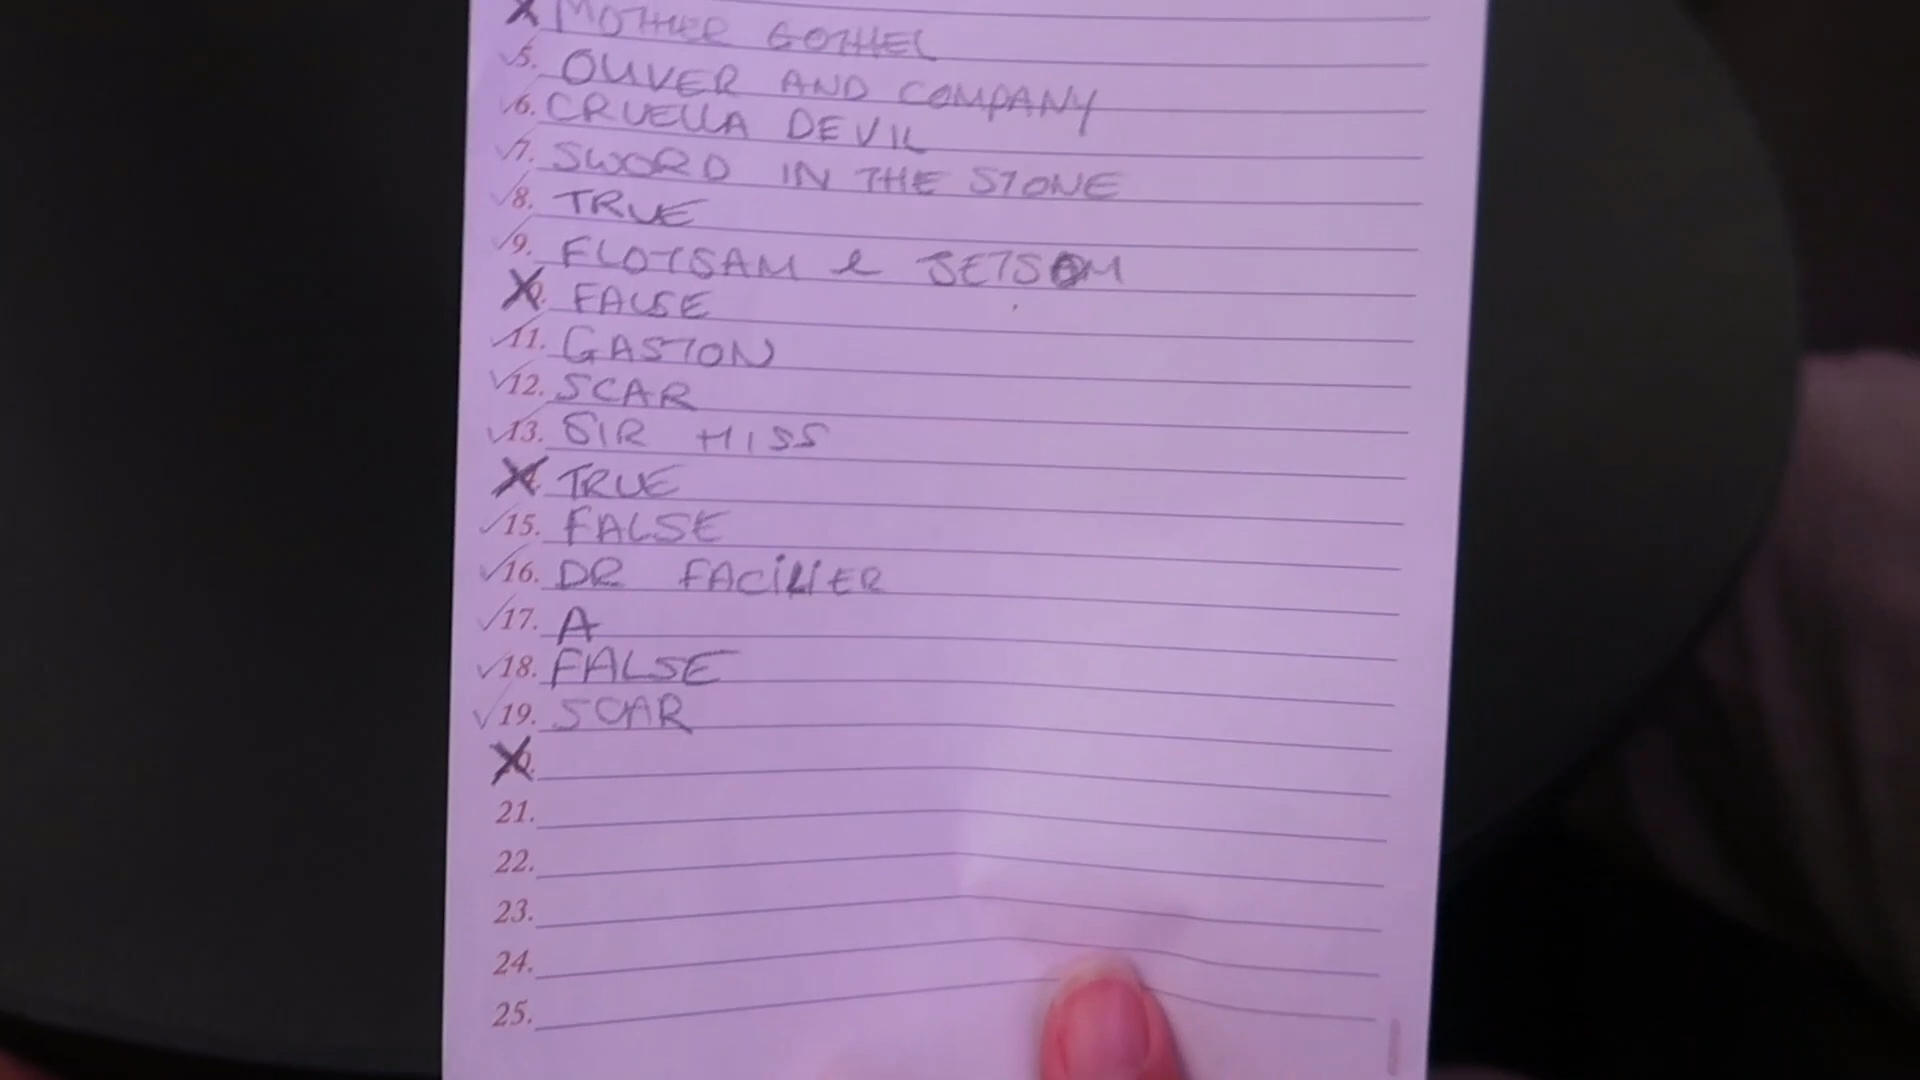 X MOTHER GOTHEL
✓5. OLIVER AND COMPANY
✓6. CRUELLA DEVIL
✓7. SWORD IN THE STONE
✓8. TRUE
✓9. FLOTSAM & JETSOM
X FALSE
✓11. GASTON
✓12. SCAR
✓13. SIR HISS
X TRUE
✓15. FALSE
✓16. DR FACILIER
✓17. A
✓18. FALSE
✓19. SCAR
X
21.
22.
23.
24.
25.